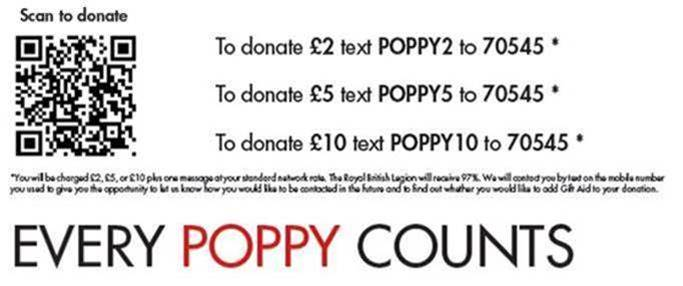 Scan to donate
To donate £2 text POPPY2 to 70545 *
To donate £5 text POPPY5 to 70545 *
To donate £10 text POPPY10 to 70545 *
*You will be charged £2, £5, or £10 plus one message at your standard network rate. The Royal British Legion will receive 97%. We will contact you by text on the mobile number
you used to give you the opportunity to let us know how you would like to be contacted in the future and to find out whether you would like to add Gift Aid to your donation.
EVERY POPPY COUNTS